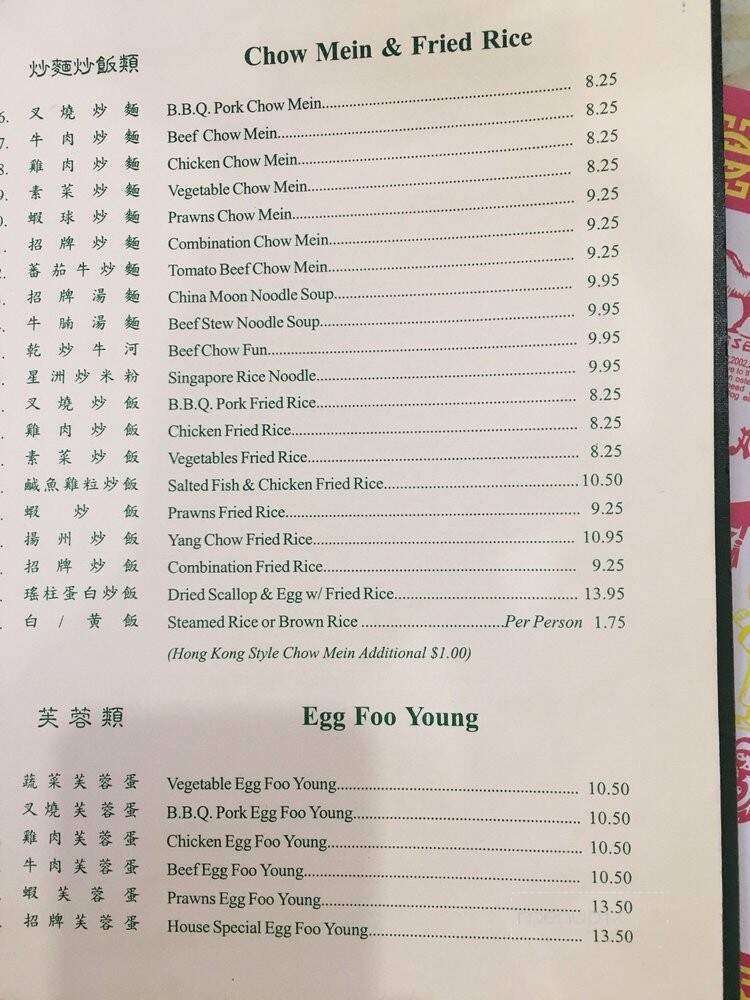 炒麵炒飯類 Chow Mein & Fried Rice
6. 叉燒炒麵 B.B.Q. Pork Chow Mein 8.25
7. 牛肉炒麵 Beef Chow Mein 8.25
8. 雞肉炒麵 Chicken Chow Mein 8.25
9. 素菜炒麵 Vegetable Chow Mein 8.25
0. 蝦球炒麵 Prawns Chow Mein 9.25
招牌炒麵 Combination Chow Mein 9.25
2. 蕃茄牛炒麵 Tomato Beef Chow Mein 9.25
招牌湯麵 China Moon Noodle Soup 9.95
牛腩湯麵 Beef Stew Noodle Soup 9.95
乾炒牛河 Beef Chow Fun 9.95
星洲炒米粉 Singapore Rice Noodle 9.95
叉燒炒飯 B.B.Q. Pork Fried Rice 8.25
雞肉炒飯 Chicken Fried Rice 8.25
素菜炒飯 Vegetables Fried Rice 8.25
鹹魚雞粒炒飯 Salted Fish & Chicken Fried Rice 10.50
蝦炒飯 Prawns Fried Rice 9.25
揚州炒飯 Yang Chow Fried Rice 10.95
招牌炒飯 Combination Fried Rice 9.25
瑤柱蛋白炒飯 Dried Scallop & Egg w/ Fried Rice 13.95
白/黃飯 Steamed Rice or Brown Rice Per Person 1.75
(Hong Kong Style Chow Mein Additional $1.00)
芙蓉類 Egg Foo Young
蔬菜芙蓉蛋 Vegetable Egg Foo Young 10.50
叉燒芙蓉蛋 B.B.Q. Pork Egg Foo Young 10.50
雞肉芙蓉蛋 Chicken Egg Foo Young 10.50
牛肉芙蓉蛋 Beef Egg Foo Young 10.50
蝦芙蓉蛋 Prawns Egg Foo Young 13.50
招牌芙蓉蛋 House Special Egg Foo Young 13.50